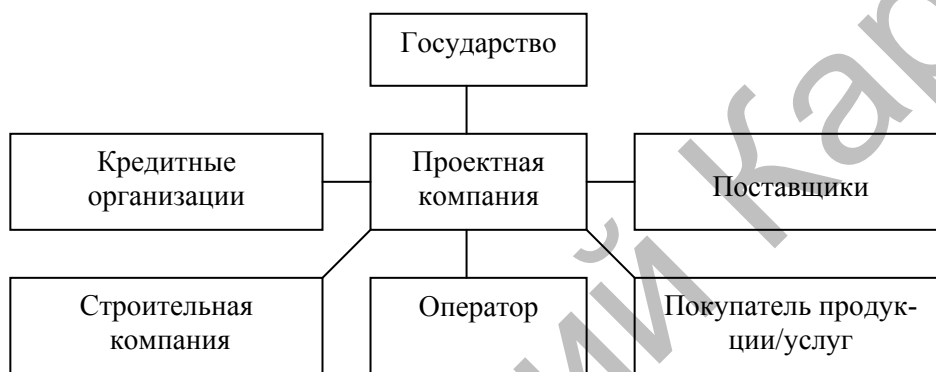 Государство
Кредитные
организации
Проектная
компания
Поставщики
Строительная
компания
Оператор
Покупатель продук-
ции/услуг